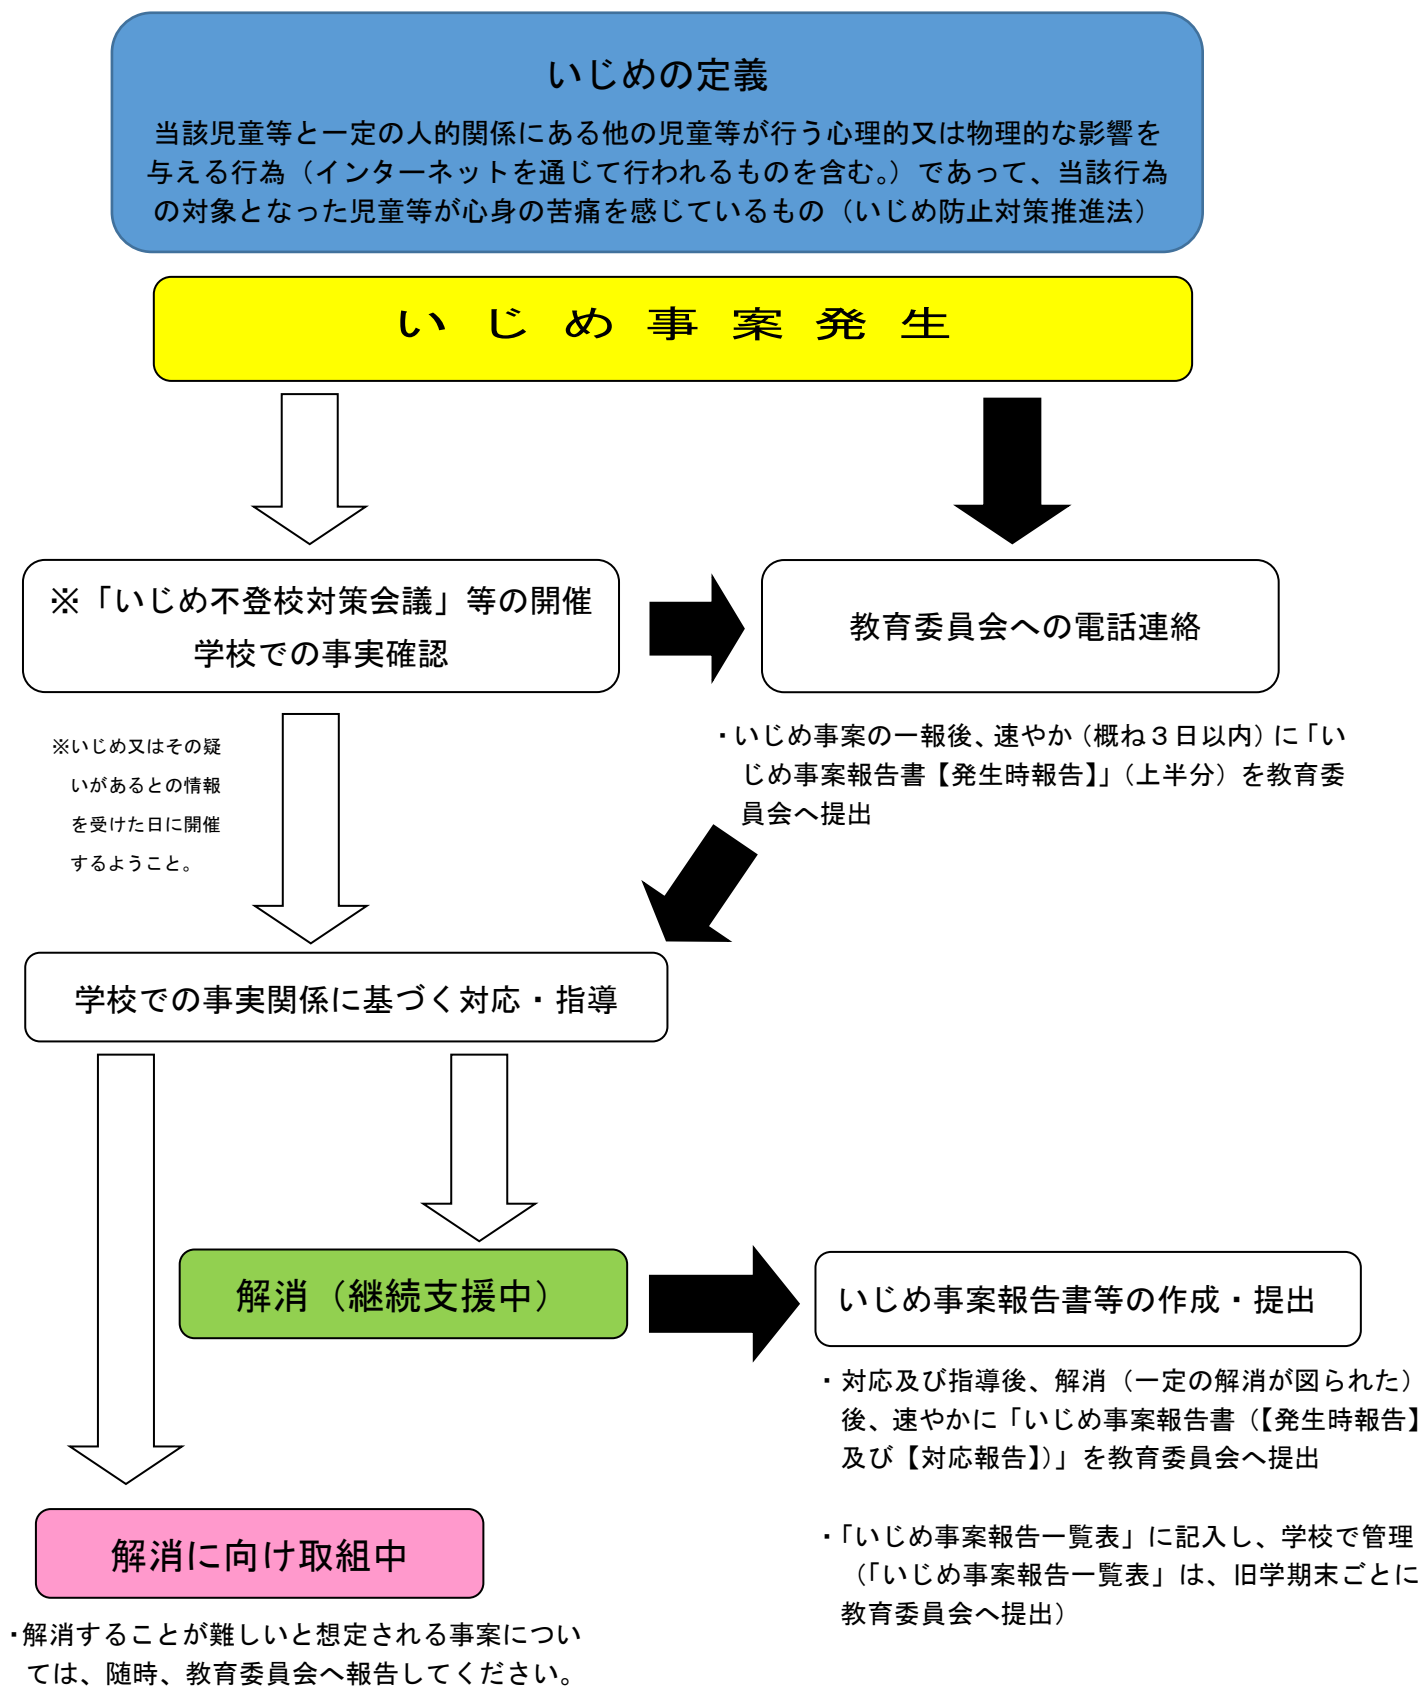 いじめの定義
当該児童等と一定の人的関係にある他の児童等が行う心理的又は物理的な影響を
与える行為（インターネットを通じて行われるものを含む。）であって、当該行為
の対象となった児童等が心身の苦痛を感じているもの（いじめ防止対策推進法）
いじめ事案発生
※「いじめ不登校対策会議」等の開催
学校での事実確認
教育委員会への電話連絡
※いじめ又はその疑
いがあるとの情報
を受けた日に開催
するようこと。
・いじめ事案の一報後、速やか（概ね３日以内）に「い
じめ事案報告書【発生時報告】」（上半分）を教育委
員会へ提出
学校での事実関係に基づく対応・指導
解消（継続支援中）
いじめ事案報告書等の作成・提出
・対応及び指導後、解消（一定の解消が図られた）
後、速やかに「いじめ事案報告書（【発生時報告】
及び【対応報告】）」を教育委員会へ提出
・「いじめ事案報告一覧表」に記入し、学校で管理
（「いじめ事案報告一覧表」は、旧学期末ごとに
教育委員会へ提出）
解消に向け取組中
・解消することが難しいと想定される事案につい
ては、随時、教育委員会へ報告してください。